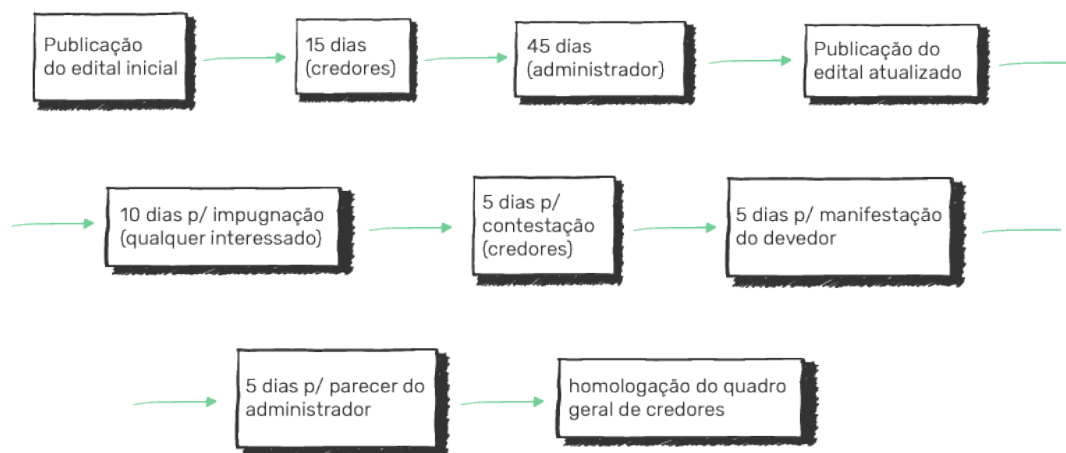 Publicação
do edital inicial
15 dias
(credores)
45 dias
(administrador)
Publicação do
edital atualizado
10 dias p/ impugnação
(qualquer interessado)
5 dias p/
contestação
(credores)
5 dias p/ manifestação
do devedor
5 dias p/ parecer do
administrador
homologação do quadro
geral de credores